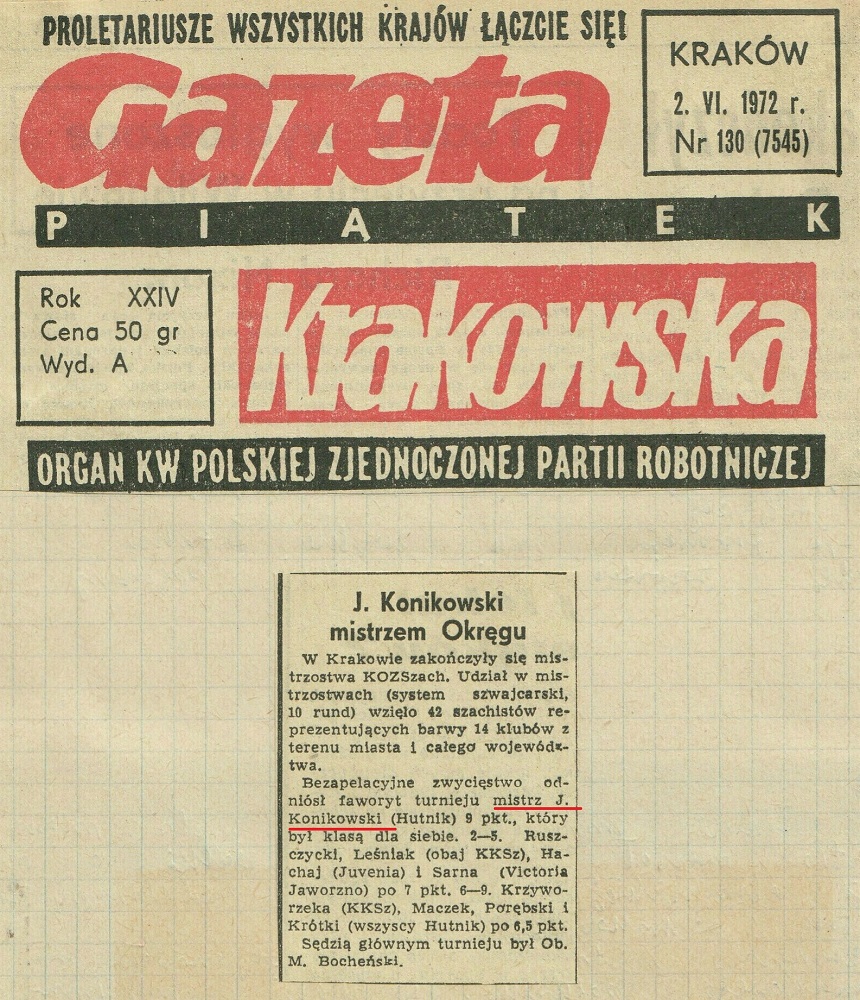 PROLETARIUSZE WSZYSTKICH KRAJÓW ŁĄCZCIE SIĘ!
Gazeta
KRAKÓW
2. VI. 1972 r.
Nr 130 (7545)
PIĄTEK
Rok XXIV
Cena 50 gr
Wyd. A
Krakowska
ORGAN KW POLSKIEJ ZJEDNOCZONEJ PARTII ROBOTNICZEJ
J. Konikowski
mistrzem Okręgu
W Krakowie zakończyły się mis-
trzostwa KOZSzach. Udział w mis-
trzostwach (system szwajcarski,
10 rund) wzięło 42 szachistów re-
prezentujących barwy 14 klubów z
terenu miasta i całego wojewódz-
twa.
Bezapelacyjne zwycięstwo od-
niósł faworyt turnieju mistrz J.
Konikowski (Hutnik) 9 pkt., który
był klasą dla siebie. 2—5. Rusz-
czycki, Leśniak (obaj KKSz), Ha-
chaj (Juvenia) i Sarna (Victoria
Jaworzno) po 7 pkt. 6—9. Krzywo-
rzeka (KKSz), Maczek, Porębski i
Krótki (wszyscy Hutnik) po 6,5 pkt.
Sędzią głównym turnieju był Ob.
M. Bocheński.